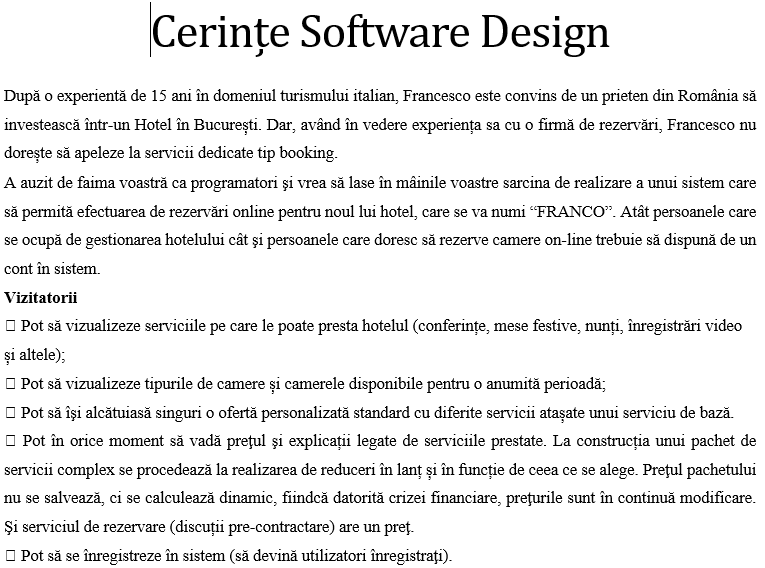 Cerințe Software Design
După o experientă de 15 ani în domeniul turismului italian, Francesco este convins de un prieten din România să
investească într-un Hotel în București. Dar, având în vedere experiența sa cu o firmă de rezervări, Francesco nu
dorește să apeleze la servicii dedicate tip booking.
A auzit de faima voastră ca programatori şi vrea să lase în mâinile voastre sarcina de realizare a unui sistem care
să permită efectuarea de rezervări online pentru noul lui hotel, care se va numi “FRANCO”. Atât persoanele care
se ocupă de gestionarea hotelului cât şi persoanele care doresc să rezerve camere on-line trebuie să dispună de un
cont în sistem.
Vizitatorii
□ Pot să vizualizeze serviciile pe care le poate presta hotelul (conferințe, mese festive, nunți, înregistrări video
și altele);
□ Pot să vizualizeze tipurile de camere și camerele disponibile pentru o anumită perioadă;
□ Pot să își alcătuiasă singuri o ofertă personalizată standard cu diferite servicii atașate unui serviciu de bază.
□ Pot în orice moment să vadă preţul şi explicații legate de serviciile prestate. La construcția unui pachet de
servicii complex se procedează la realizarea de reduceri în lanț și în funcție de ceea ce se alege. Preţul pachetului
nu se salvează, ci se calculează dinamic, fiindcă datorită crizei financiare, preţurile sunt în continuă modificare.
Și serviciul de rezervare (discuții pre-contractare) are un preţ.
□ Pot să se înregistreze în sistem (să devină utilizatori înregistraţi).